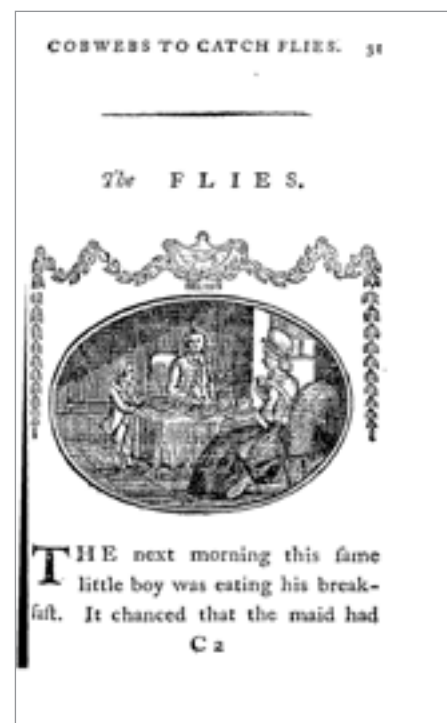 COBWEBS TO CATCH FLIES. 51
The FLIES.
THE next morning this ſame
little boy was eating his break-
faſt. It chanced that the maid had
C 2